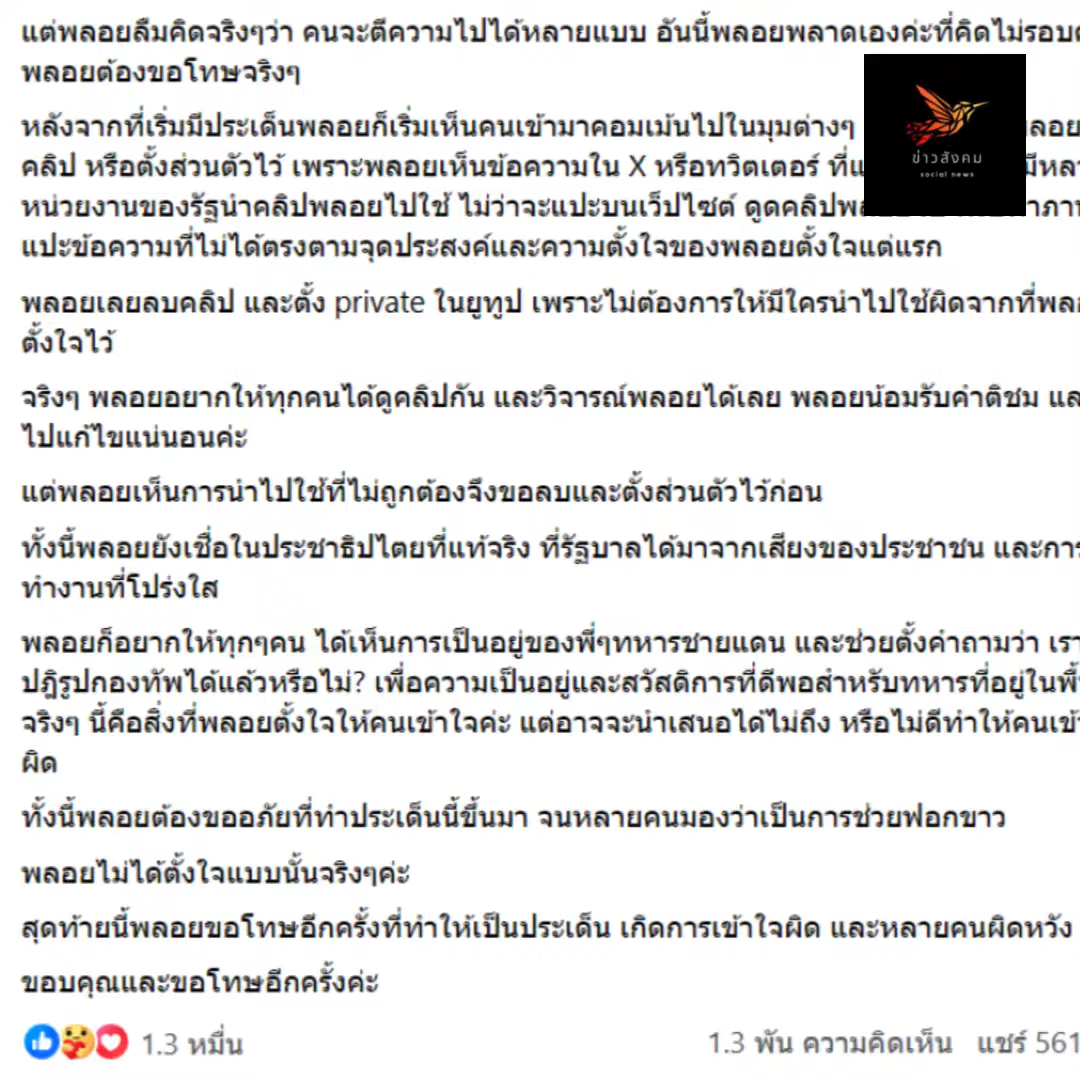 แต่พลอยลืมคิดจริงๆว่า คนจะตีความไปได้หลายแบบ อันนี้พลอยพลาดเองค่ะที่คิดไม่รอบ
พลอยต้องขอโทษจริงๆ
หลังจากที่เริ่มมีประเด็นพลอยก็เริ่มเห็นคนเข้ามาคอมเม้นไปในมุมต่างๆ
คลิป หรือตั้งส่วนตัวไว้ เพราะพลอยเห็นข้อความใน X หรือทวิตเตอร์
หน่วยงานของรัฐนำคลิปพลอยไปใช้ ไม่ว่าจะแปะบนเว็ปไซต์ ดูดคลิป
แปะข้อความที่ไม่ได้ตรงตามจุดประสงค์และความตั้งใจของพลอยตั้งใจแต่แรก
ข่าวสังคม
social news
พลอยเลยลบคลิป และตั้ง private ในยูทูป เพราะไม่ต้องการให้มีใครนำไปใช้ผิดจากที่
ตั้งใจไว้
จริงๆ พลอยอยากให้ทุกคนได้ดูคลิปกัน และวิจารณ์พลอยได้เลย พลอยน้อมรับคำติชม
ไปแก้ไขแน่นอนค่ะ
แต่พลอยเห็นการนำไปใช้ที่ไม่ถูกต้องจึงขอลบและตั้งส่วนตัวไว้ก่อน
ทั้งนี้พลอยยังเชื่อในประชาธิปไตยที่แท้จริง ที่รัฐบาลได้มาจากเสียงของประชาชน และการ
ทำงานที่โปร่งใส
พลอยก็อยากให้ทุกๆคน ได้เห็นการเป็นอยู่ของพี่ๆทหารชายแดน และช่วยตั้งคำถามว่า เรา
ปฏิรูปกองทัพได้แล้วหรือไม่? เพื่อความเป็นอยู่และสวัสดิการที่ดีพอสำหรับทหารที่อยู่ใน
จริงๆ นี้คือสิ่งที่พลอยตั้งใจให้คนเข้าใจค่ะ แต่อาจจะนำเสนอได้ไม่ถึง หรือไม่ดีทำให้คน
ผิด
ทั้งนี้พลอยต้องขออภัยที่ทำประเด็นนี้ขึ้นมา จนหลายคนมองว่าเป็นการช่วยฟอกขาว
พลอยไม่ได้ตั้งใจแบบนั้นจริงๆค่ะ
สุดท้ายนี้พลอยขอโทษอีกครั้งที่ทำให้เป็นประเด็น เกิดการเข้าใจผิด และหลายคนผิดหวัง
ขอบคุณและขอโทษอีกครั้งค่ะ
1.3 หมื่น 1.3 พัน ความคิดเห็น แชร์ 561